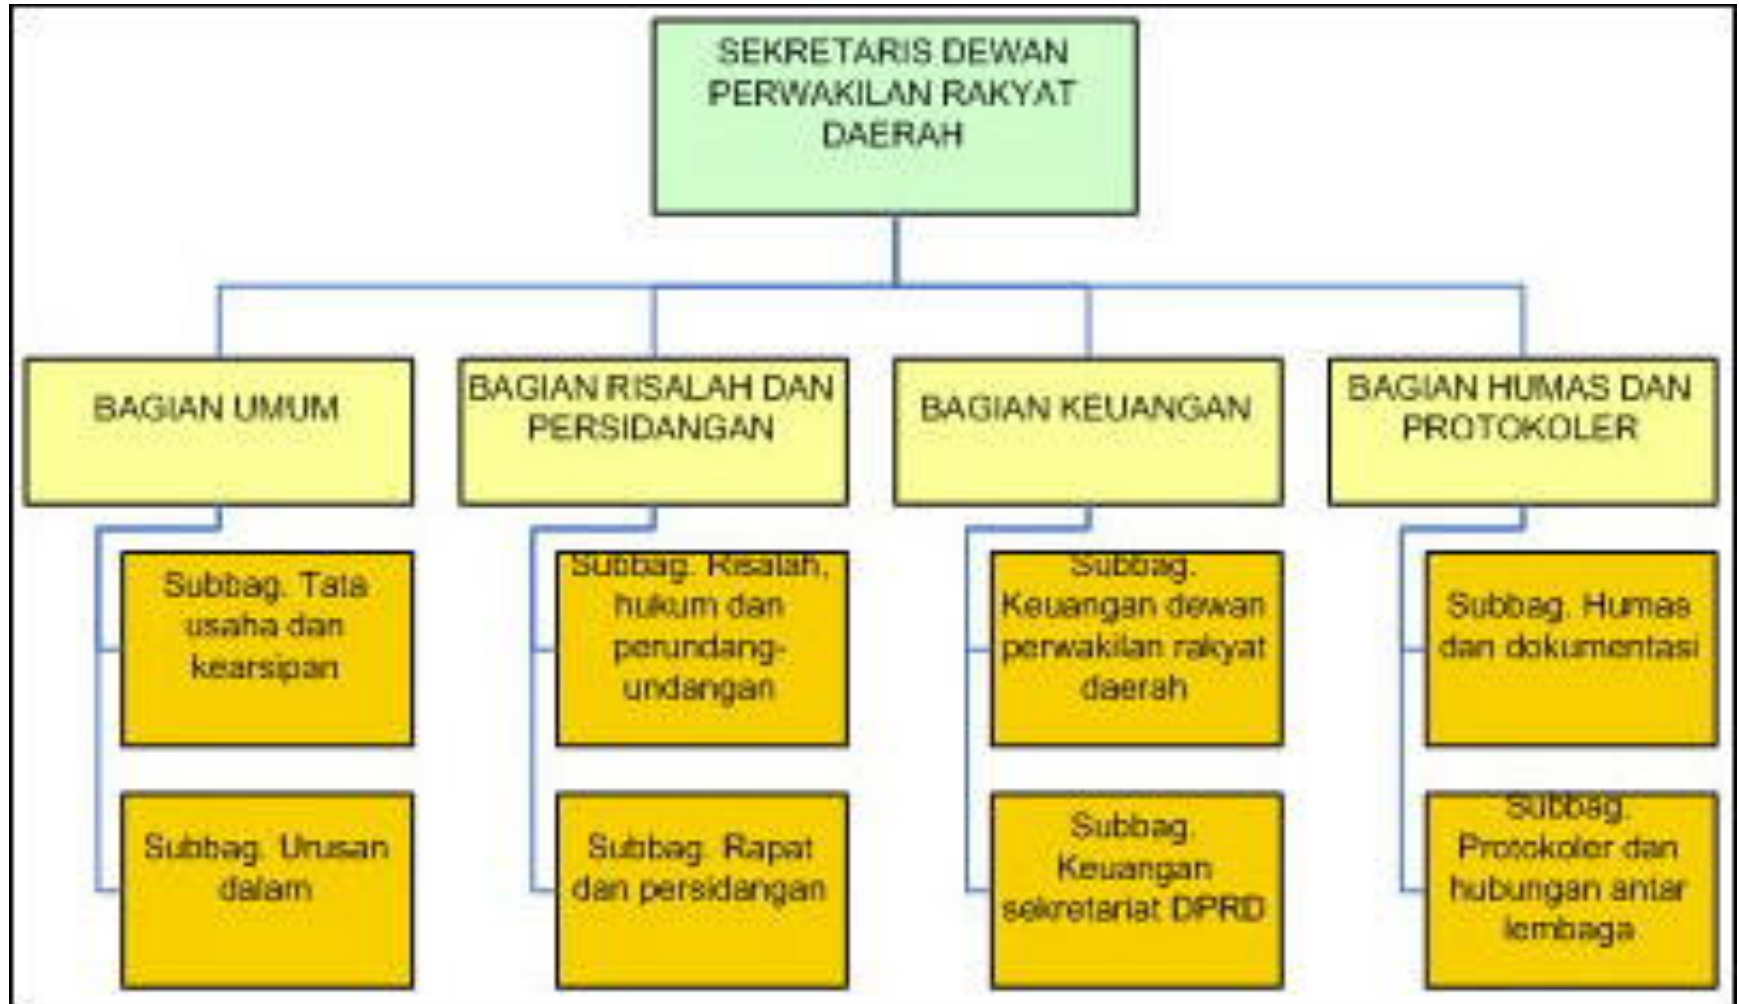 SEKRETARIS DEWAN
PERWAKILAN RAKYAT
DAERAH
BAGIAN UMUM
BAGIAN RISALAH DAN
PERSIDANGAN
BAGIAN KEUANGAN
BAGIAN HUMAS DAN
PROTOKOLER
Subbag. Tata
usaha dan
kearsipan
Subbag. Risalah,
hukum dan
perundang-
undangan
Subbag.
Keuangan dewan
perwakilan rakyat
daerah
Subbag. Humas
dan dokumentasi
Subbag. Urusan
dalam
Subbag. Rapat
dan persidangan
Subbag.
Keuangan
sekretariat DPRD
Subbag.
Protokoler dan
hubungan antar
lembaga